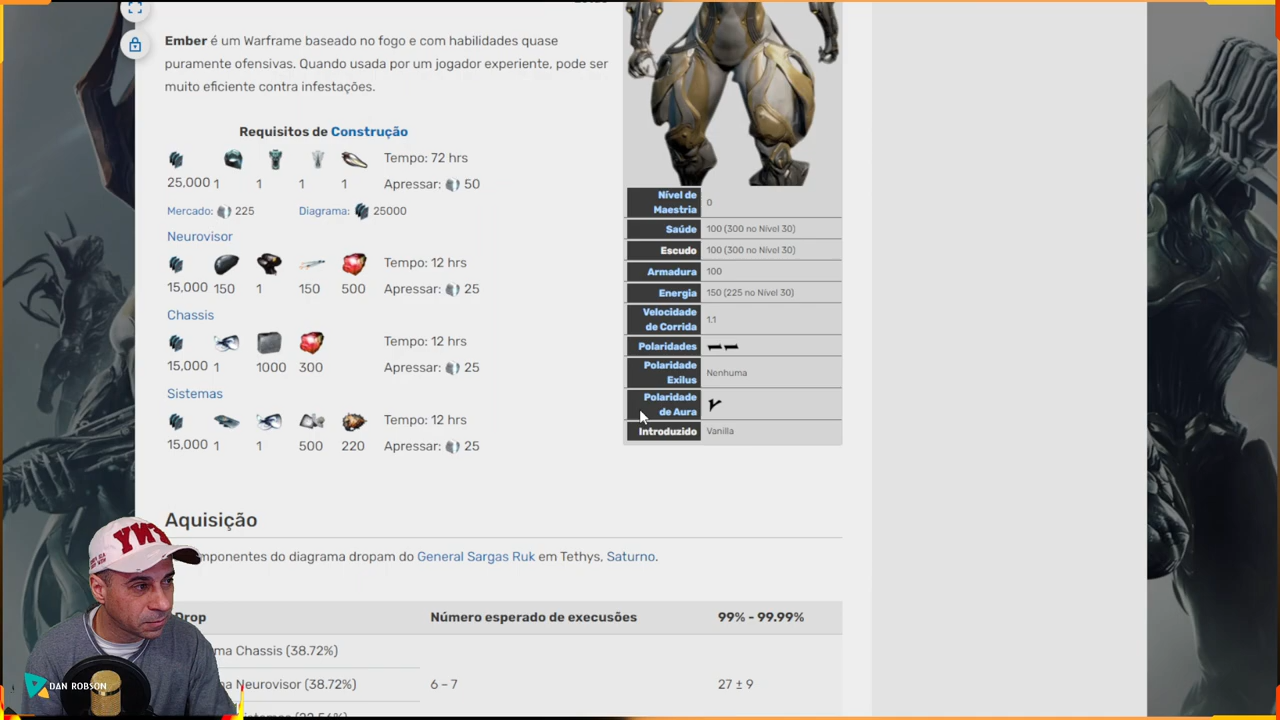 Ember é um Warframe baseado no fogo e com habilidades quase
puramente ofensivas. Quando usada por um jogador experiente, pode ser
muito eficiente contra infestações.
Requisitos de Construção
Tempo: 72 hrs
25,000 1 1 1 1 Apressar: 50
Mercado: 225 Diagrama: 25000
Neurovisor
Tempo: 12 hrs
15,000 150 1 150 500 Apressar: 25
Chassis
Tempo: 12 hrs
15,000 1 1000 300 Apressar: 25
Sistemas
Tempo: 12 hrs
15,000 1 1 500 220 Apressar: 25
Nível de
Maestria 0
Saúde 100 (300 no Nível 30)
Escudo 100 (300 no Nível 30)
Armadura 100
Energia 150 (225 no Nível 30)
Velocidade
de Corrida 1.1
Polaridades
Polaridade
Exilus Nenhuma
Polaridade
de Aura
Introduzido Vanilla
Aquisição
mponentes do diagrama dropam do General Sargas Ruk em Tethys, Saturno.
Drop Número esperado de execusões 99% - 99.99%
ma Chassis (38.72%)
a Neurovisor (38.72%) 6 – 7 27 ± 9
DAN ROBSON